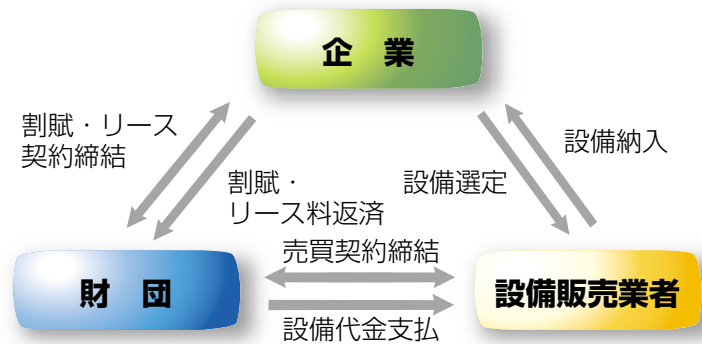 企 業
割賦・リース
契約締結
割賦・
リース料返済
設備選定
設備納入
売買契約締結
財 団
設備販売業者
設備代金支払